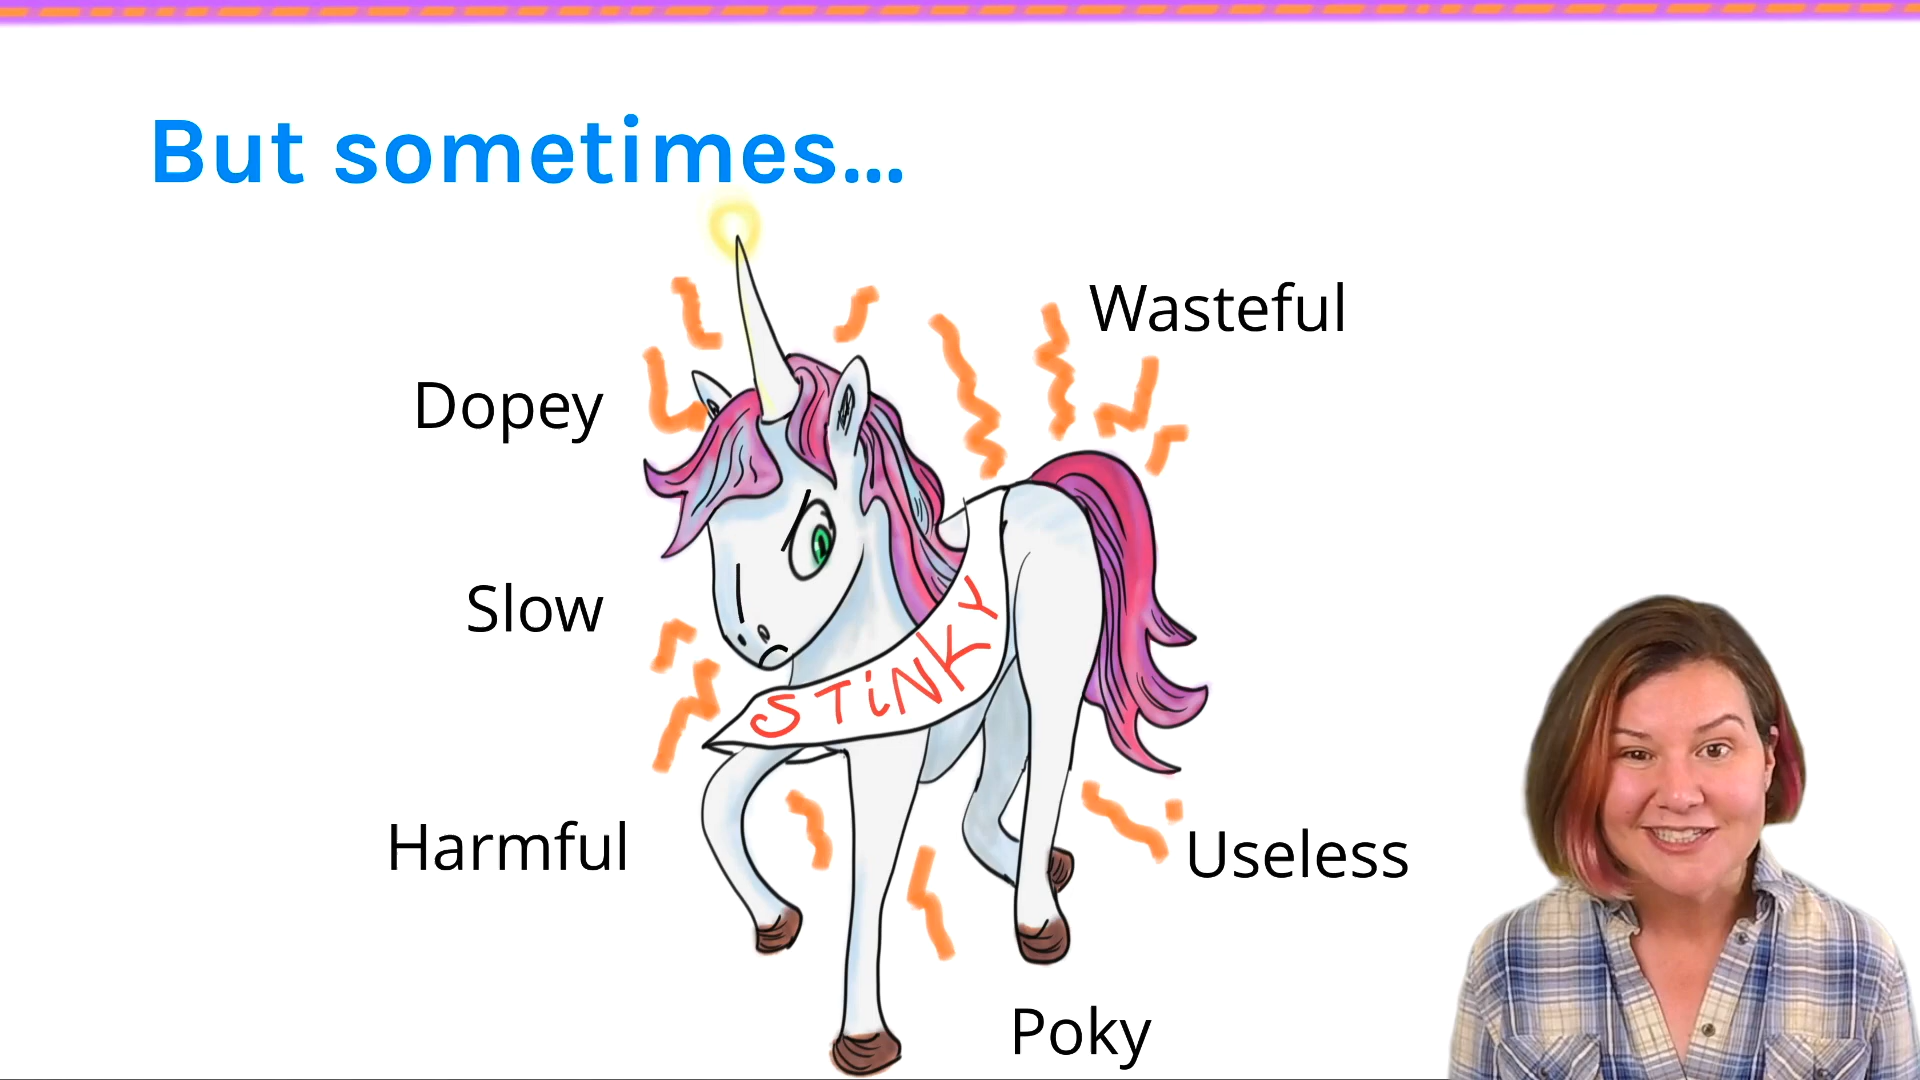 But sometimes...
Wasteful
Dopey
Slow
STiNKY
Harmful
Useless
Poky